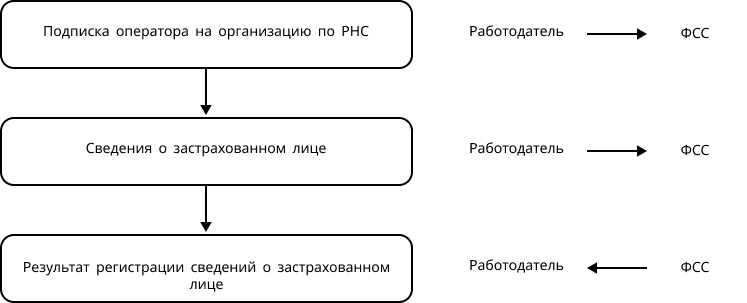 Подписка оператора на организацию по РНС
Работодатель
ФСС
Сведения о застрахованном лице
Работодатель
ФСС
Результат регистрации сведений о застрахованном
лице
Работодатель
ФСС